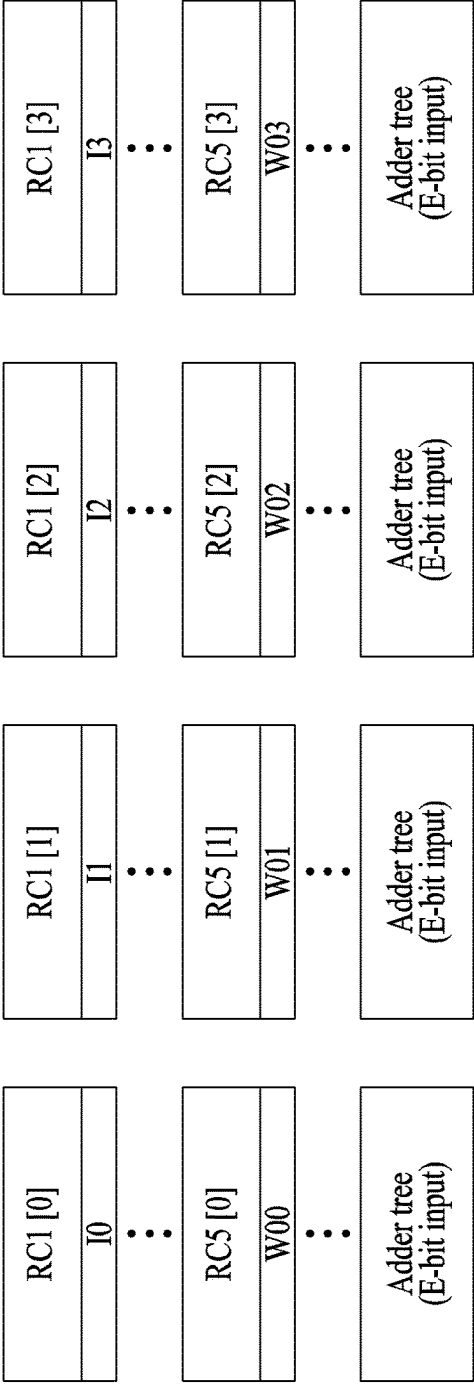 RC1 [0]
RC1 [1]
RC1 [2]
RC1 [3]
I0
I1
I2
I3
RC5 [0]
RC5 [1]
RC5 [2]
RC5 [3]
W00
W01
W02
W03
Adder tree
(E-bit input)
Adder tree
(E-bit input)
Adder tree
(E-bit input)
Adder tree
(E-bit input)